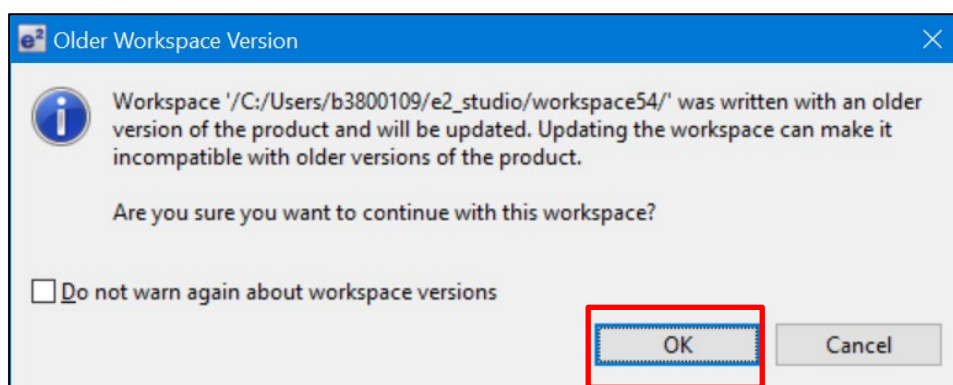 e² Older Workspace Version
Workspace '/C:/Users/b3800109/e2_studio/workspace54/' was written with an older
version of the product and will be updated. Updating the workspace can make it
incompatible with older versions of the product.
Are you sure you want to continue with this workspace?
Do not warn again about workspace versions
OK Cancel